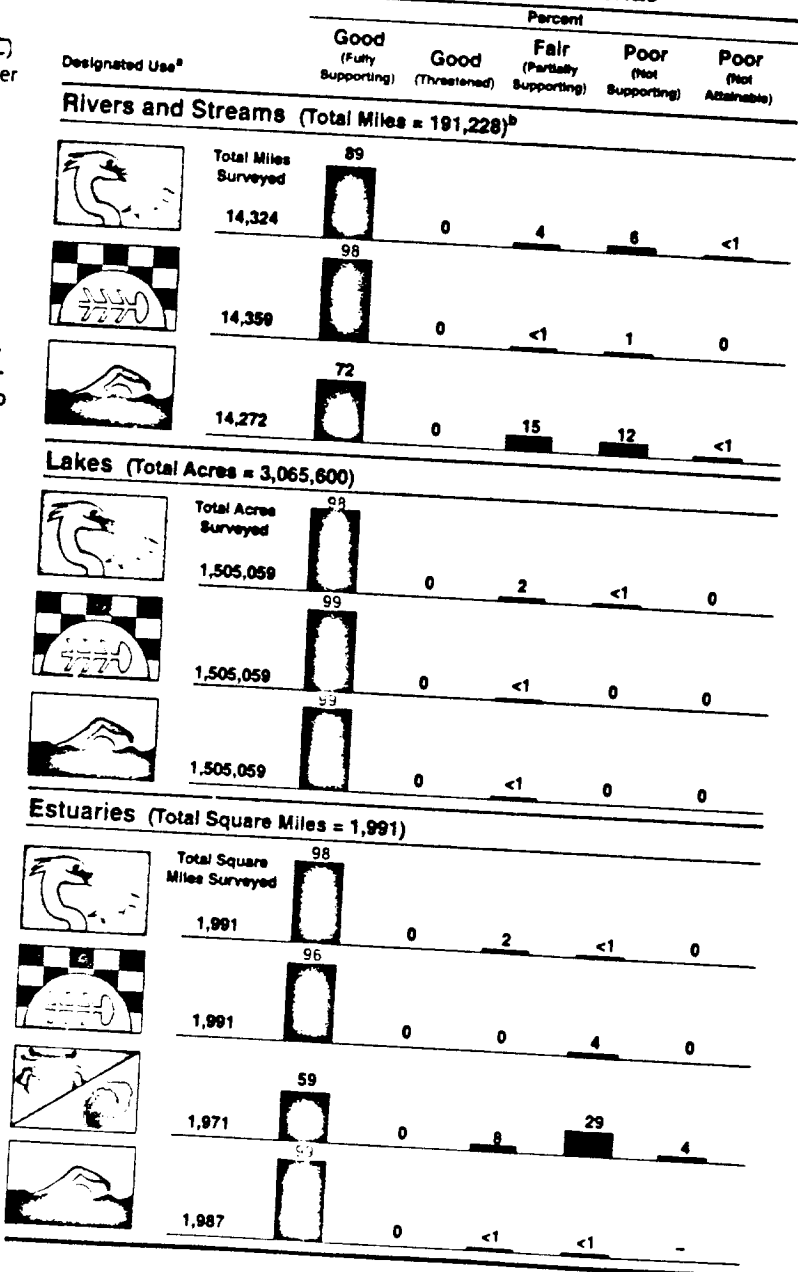 Percent
Designated Useª
Good
(Fully
Supporting)
Good
(Threatened)
Fair
(Partially
Supporting)
Poor
(Not
Supporting)
Poor
(Not
Attainable)
Rivers and Streams (Total Miles = 191,228)ᵇ
Total Miles
Surveyed
14,324 89 0 4 6 <1
14,359 98 0 <1 1 0
14,272 72 0 15 12 <1
Lakes (Total Acres = 3,065,600)
Total Acres
Surveyed
1,505,059 98 0 2 <1 0
1,505,059 99 0 <1 0 0
1,505,059 99 0 <1 0 0
Estuaries (Total Square Miles = 1,991)
Total Square
Miles Surveyed
1,991 98 0 2 <1 0
1,991 96 0 0 4 0
1,971 59 0 8 29 4
1,987 99 0 <1 <1 –